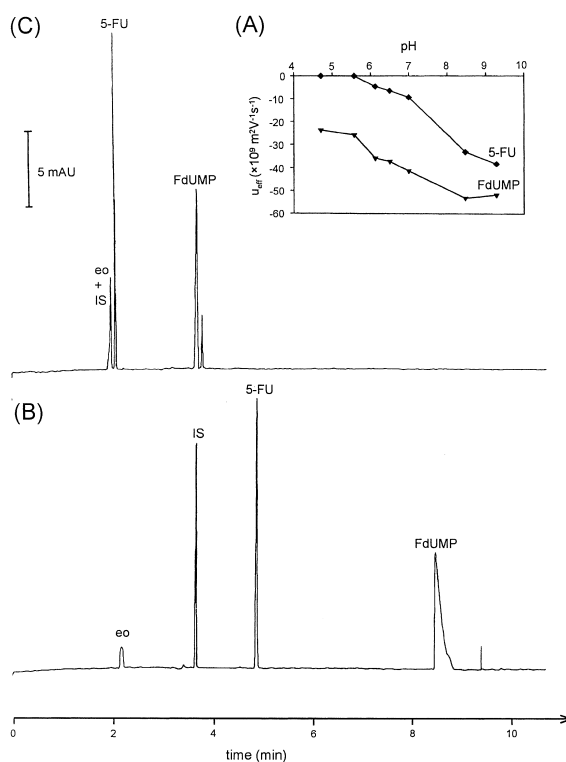 (C)
5-FU
5 mAU
FdUMP
eo
+
IS
(A)
pH
4 5 6 7 8 9 10
0
-10
-20
-30
-40
-50
-60
u_eff (×10⁹ m²V⁻¹s⁻¹)
5-FU
FdUMP
(B)
5-FU
IS
FdUMP
eo
0 2 4 6 8 10
time (min)